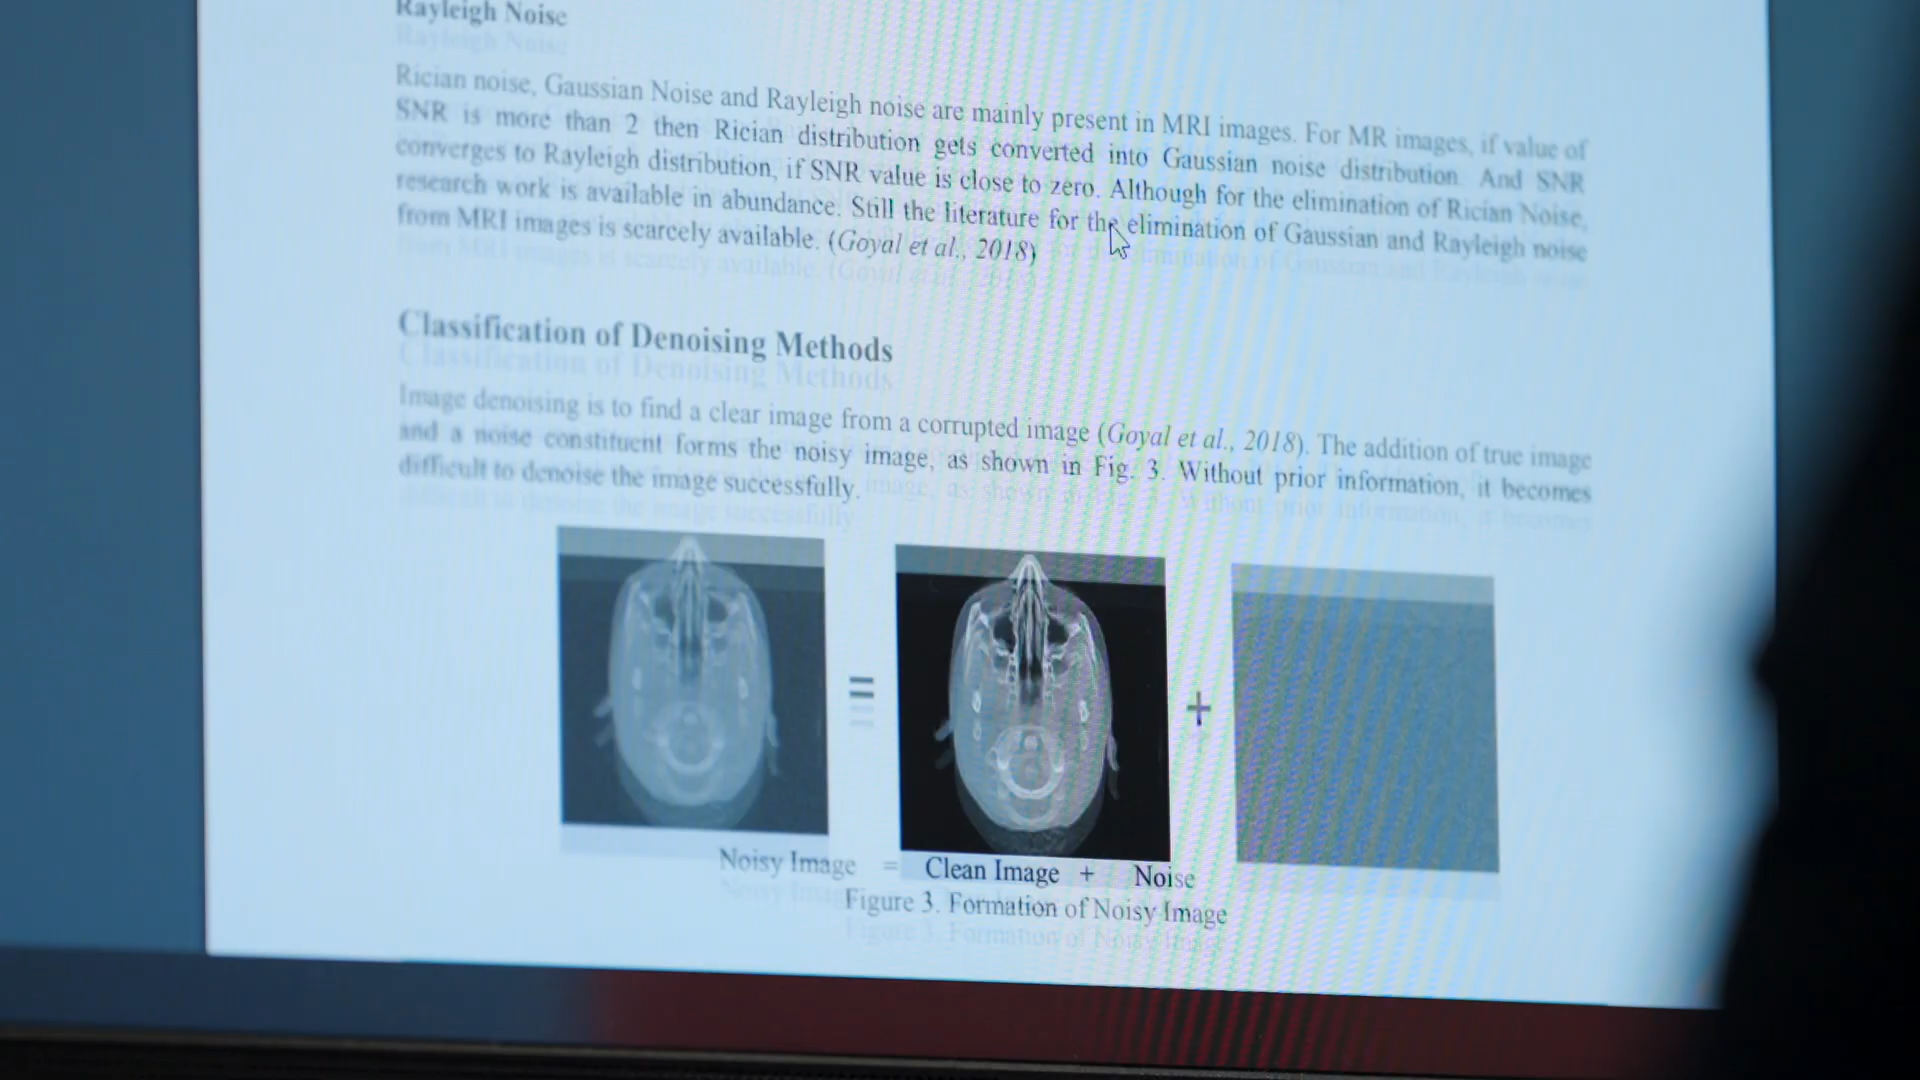 Rayleigh Noise
Rician noise, Gaussian Noise and Rayleigh noise are mainly present in MRI images. For MR images, if value of
SNR is more than 2 then Rician distribution gets converted into Gaussian noise distribution. And SNR
converges to Rayleigh distribution, if SNR value is close to zero. Although for the elimination of Rician Noise,
research work is available in abundance. Still the literature for the elimination of Gaussian and Rayleigh noise
from MRI images is scarcely available. (Goyal et al., 2018)
Classification of Denoising Methods
Image denoising is to find a clear image from a corrupted image (Goyal et al., 2018). The addition of true image
and a noise constituent forms the noisy image, as shown in Fig. 3. Without prior information, it becomes
difficult to denoise the image successfully.
= +
Noisy Image = Clean Image + Noise
Figure 3. Formation of Noisy Image